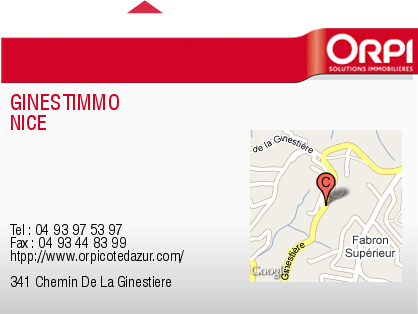 ORPI
SOLUTIONS IMMOBILIÈRES
GINESTIMMO
NICE
de la Ginestière
C
Fabron
Supérieur
Ginestière
Google
Tel : 04 93 97 53 97
Fax : 04 93 44 83 99
htpp://www.orpicotedazur.com/
341 Chemin De La Ginestiere